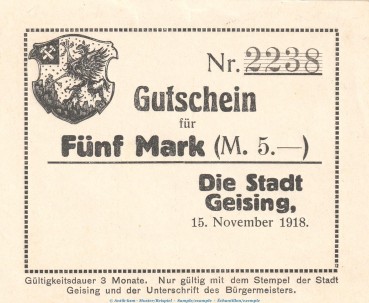 Nr. 2238
Gutschein
für
Fünf Mark (M. 5.—)
Die Stadt
Geising,
15. November 1918.
Gültigkeitsdauer 3 Monate. Nur gültig mit dem Stempel der Stadt
Geising und der Unterschrift des Bürgermeisters.